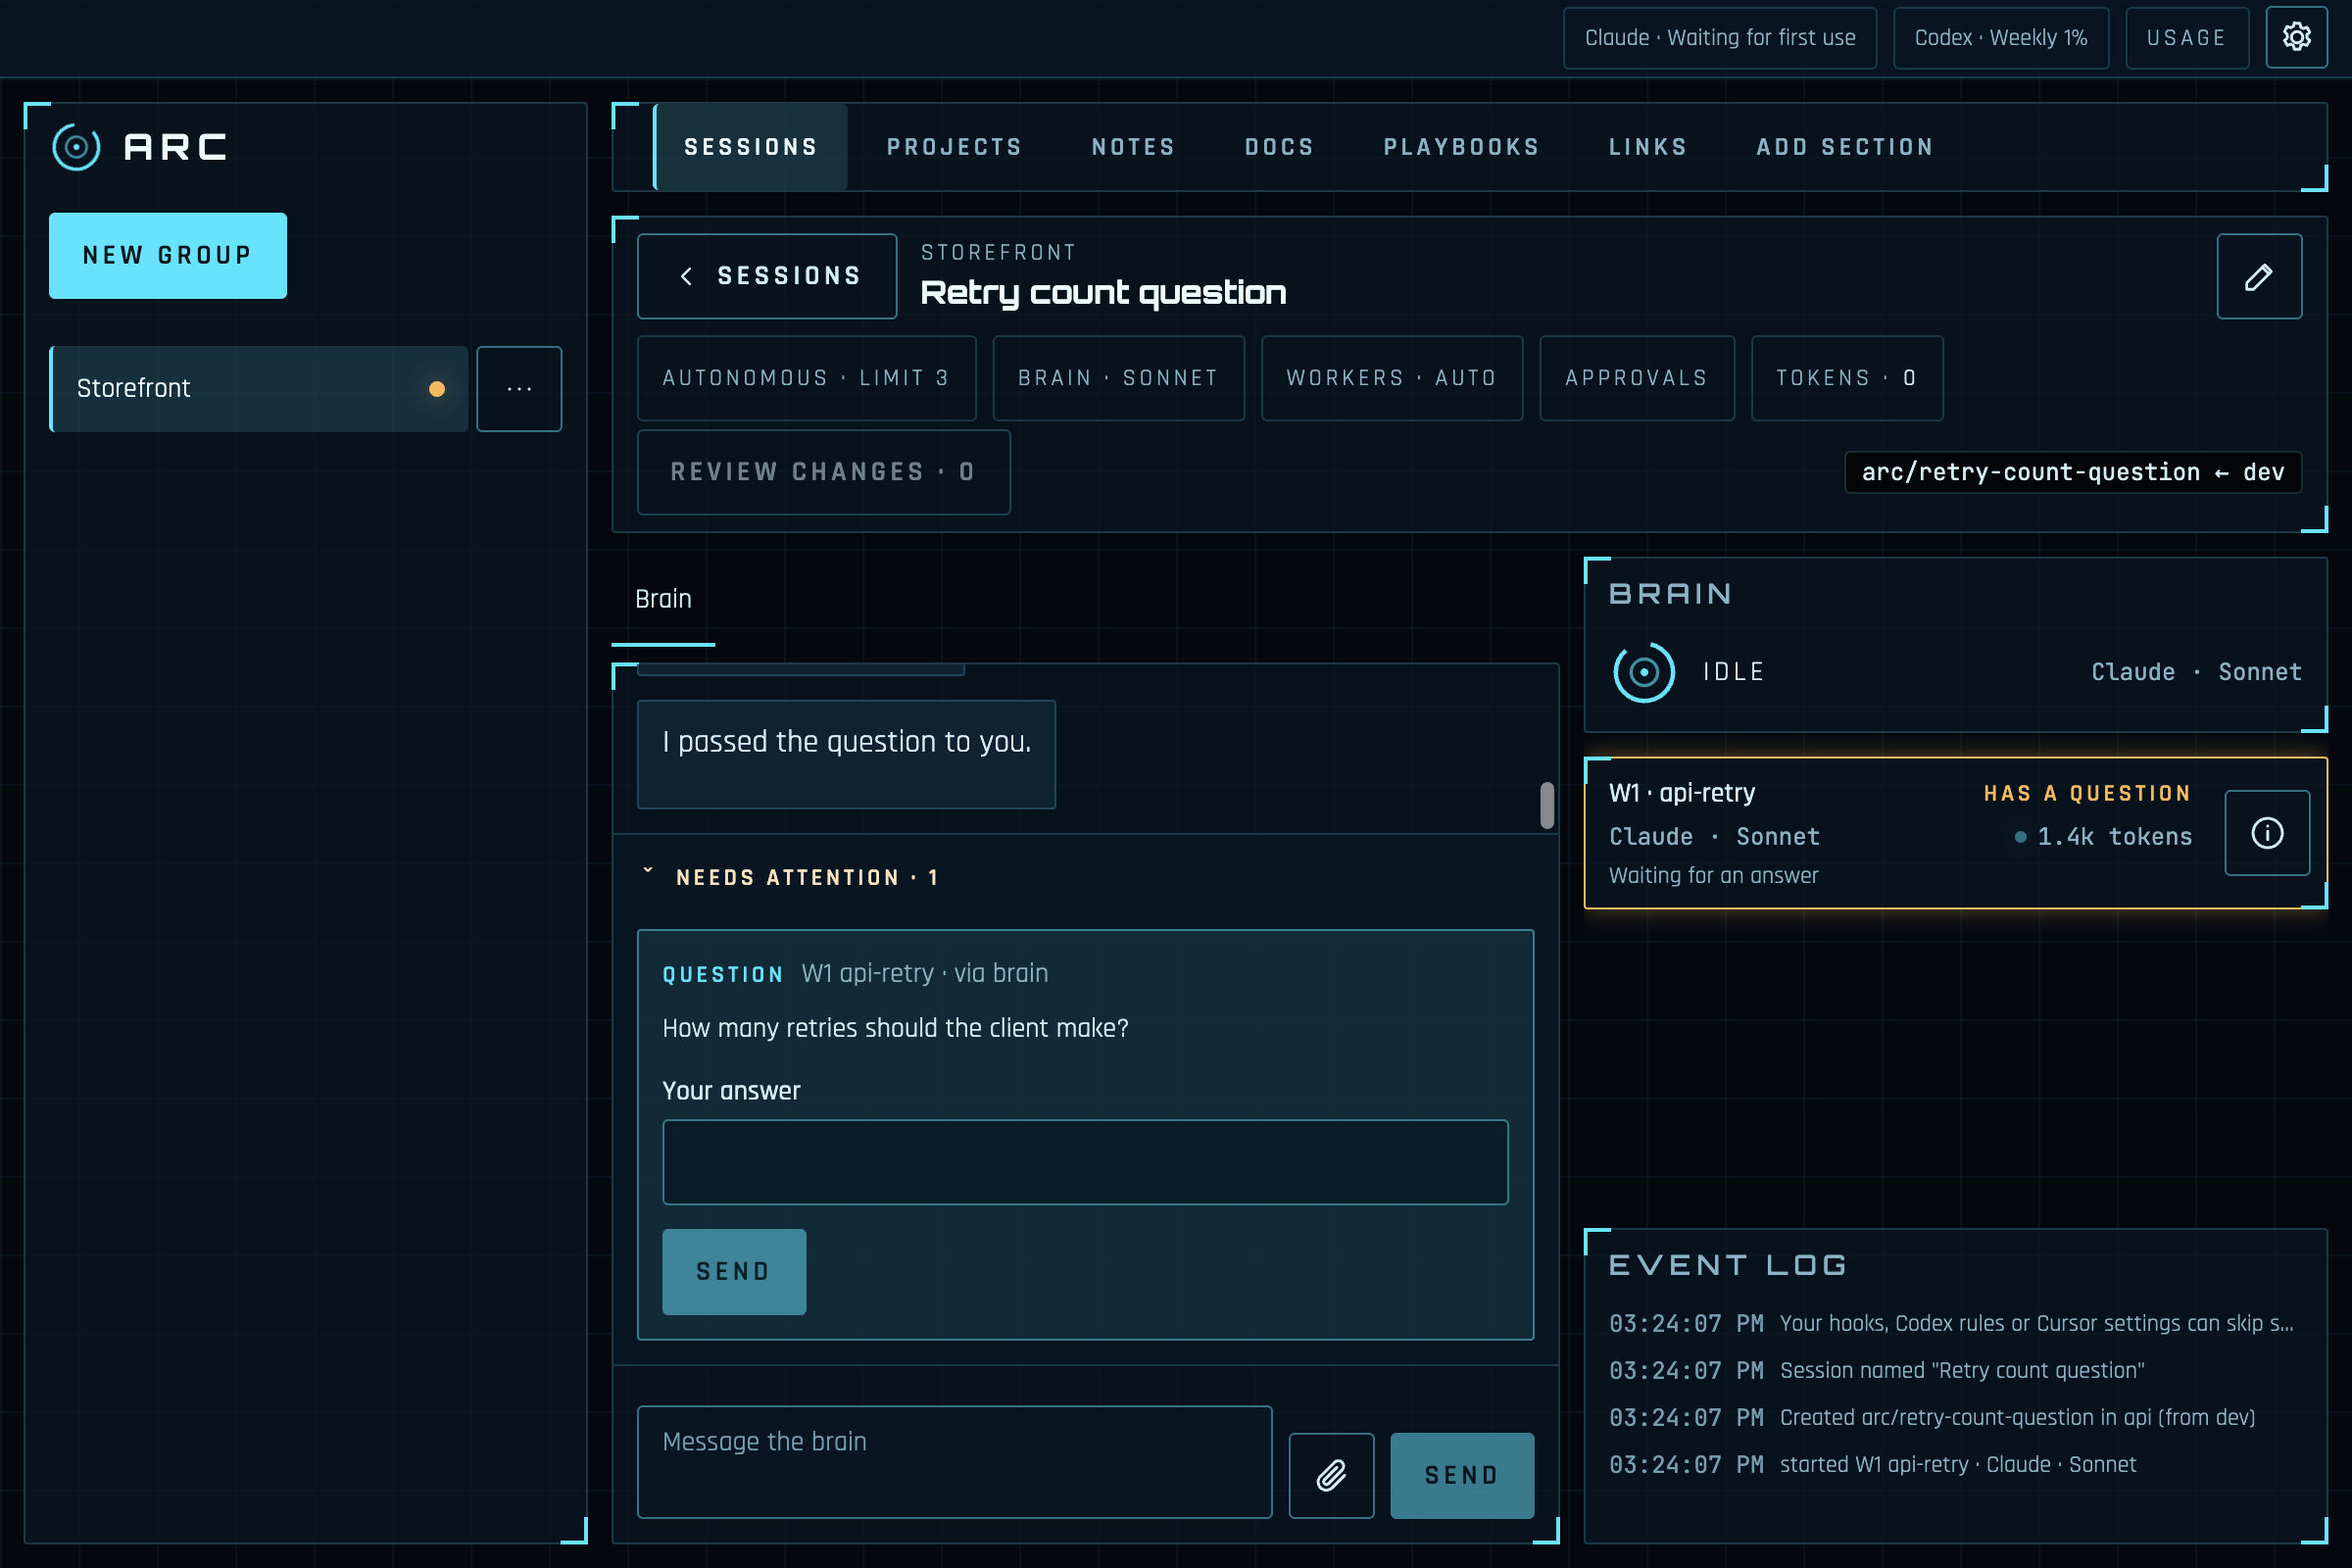 Claude · Waiting for first use
Codex · Weekly 1%
USAGE
ARC
NEW GROUP
Storefront
...
SESSIONS
PROJECTS
NOTES
DOCS
PLAYBOOKS
LINKS
ADD SECTION
SESSIONS
STOREFRONT
Retry count question
AUTONOMOUS · LIMIT 3
BRAIN · SONNET
WORKERS · AUTO
APPROVALS
TOKENS · 0
REVIEW CHANGES · 0
arc/retry-count-question ← dev
Brain
I passed the question to you.
NEEDS ATTENTION · 1
QUESTION W1 api-retry · via brain
How many retries should the client make?
Your answer
SEND
Message the brain
SEND
BRAIN
IDLE
Claude · Sonnet
W1 · api-retry
HAS A QUESTION
Claude · Sonnet
1.4k tokens
Waiting for an answer
EVENT LOG
03:24:07 PM Your hooks, Codex rules or Cursor settings can skip s...
03:24:07 PM Session named "Retry count question"
03:24:07 PM Created arc/retry-count-question in api (from dev)
03:24:07 PM started W1 api-retry · Claude · Sonnet